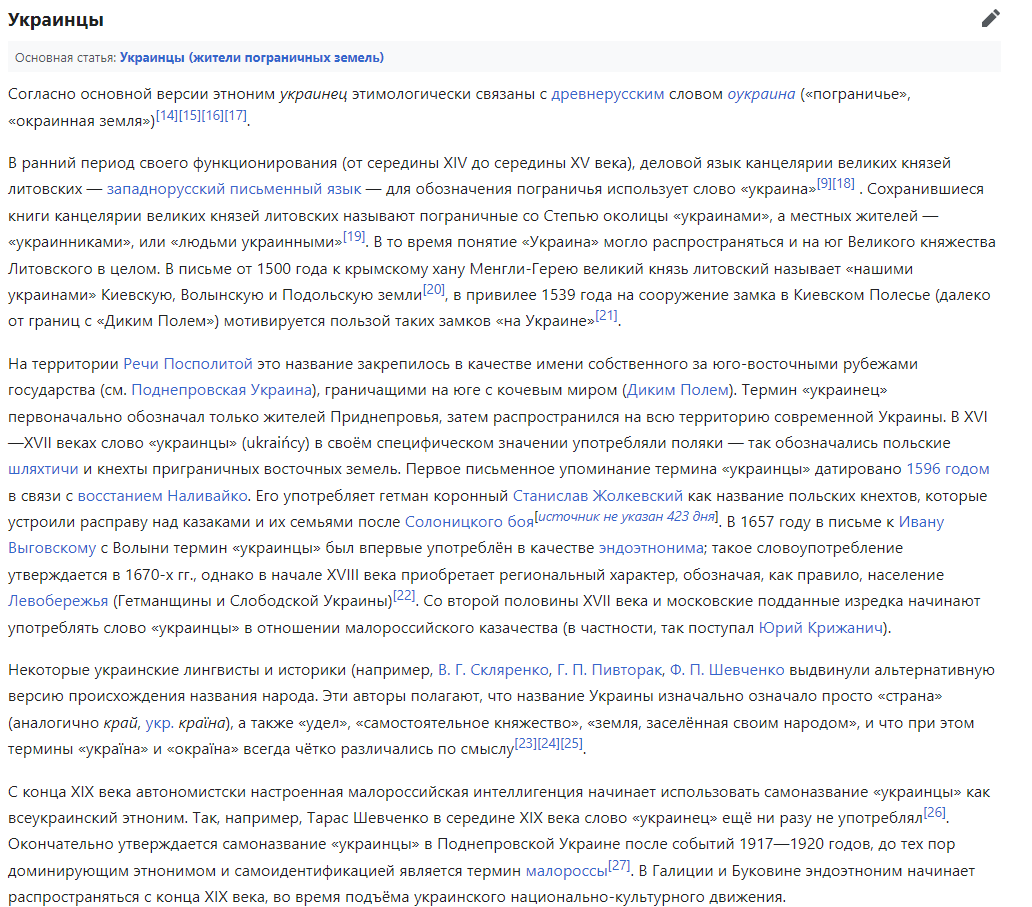 Украинцы
Основная статья: Украинцы (жители пограничных земель)
Согласно основной версии этноним украинец этимологически связаны с древнерусским словом оукраина («пограничье»,
«окраинная земля»)[14][15][16][17].
В ранний период своего функционирования (от середины XIV до середины XV века), деловой язык канцелярии великих князей
литовских — западнорусский письменный язык — для обозначения пограничья использует слово «украина»[9][18] . Сохранившиеся
книги канцелярии великих князей литовских называют пограничные со Степью околицы «украинами», а местных жителей —
«украинниками», или «людьми украинными»[19]. В то время понятие «Украина» могло распространяться и на юг Великого княжества
Литовского в целом. В письме от 1500 года к крымскому хану Менгли-Герею великий князь литовский называет «нашими
украинами» Киевскую, Волынскую и Подольскую земли[20], в привилее 1539 года на сооружение замка в Киевском Полесье (далеко
от границ с «Диким Полем») мотивируется пользой таких замков «на Украине»[21].
На территории Речи Посполитой это название закрепилось в качестве имени собственного за юго-восточными рубежами
государства (см. Поднепровская Украина), граничащими на юге с кочевым миром (Диким Полем). Термин «украинец»
первоначально обозначал только жителей Приднепровья, затем распространился на всю территорию современной Украины. В XVI
—XVII веках слово «украинцы» (ukraińcy) в своём специфическом значении употребляли поляки — так обозначались польские
шляхтичи и кнехты приграничных восточных земель. Первое письменное упоминание термина «украинцы» датировано 1596 годом
в связи с восстанием Наливайко. Его употребляет гетман коронный Станислав Жолкевский как название польских кнехтов, которые
устроили расправу над казаками и их семьями после Солоницкого боя[источник не указан 423 дня]. В 1657 году в письме к Ивану
Выговскому с Волыни термин «украинцы» был впервые употреблён в качестве эндоэтнонима; такое словоупотребление
утверждается в 1670-х гг., однако в начале XVIII века приобретает региональный характер, обозначая, как правило, население
Левобережья (Гетманщины и Слободской Украины)[22]. Со второй половины XVII века и московские подданные изредка начинают
употреблять слово «украинцы» в отношении малороссийского казачества (в частности, так поступал Юрий Крижанич).
Некоторые украинские лингвисты и историки (например, В. Г. Скляренко, Г. П. Пивторак, Ф. П. Шевченко выдвинули альтернативную
версию происхождения названия народа. Эти авторы полагают, что название Украины изначально означало просто «страна»
(аналогично край, укр. країна), а также «удел», «самостоятельное княжество», «земля, заселённая своим народом», и что при этом
термины «україна» и «окраїна» всегда чётко различались по смыслу[23][24][25].
С конца XIX века автономистски настроенная малороссийская интеллигенция начинает использовать самоназвание «украинцы» как
всеукраинский этноним. Так, например, Тарас Шевченко в середине XIX века слово «украинец» ещё ни разу не употреблял[26].
Окончательно утверждается самоназвание «украинцы» в Поднепровской Украине после событий 1917—1920 годов, до тех пор
доминирующим этнонимом и самоидентификацией является термин малороссы[27]. В Галиции и Буковине эндоэтноним начинает
распространяться с конца XIX века, во время подъёма украинского национально-культурного движения.